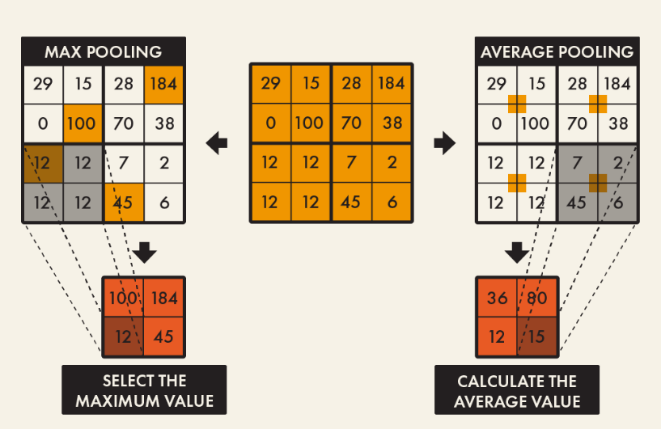 MAX POOLING
29 15 28 184
0 100 70 38
12 12 7 2
12 12 45 6
100 184
12 45
SELECT THE
MAXIMUM VALUE
29 15 28 184
0 100 70 38
12 12 7 2
12 12 45 6
AVERAGE POOLING
29 15 28 184
0 100 70 38
12 12 7 2
12 12 45 6
36 80
12 15
CALCULATE THE
AVERAGE VALUE